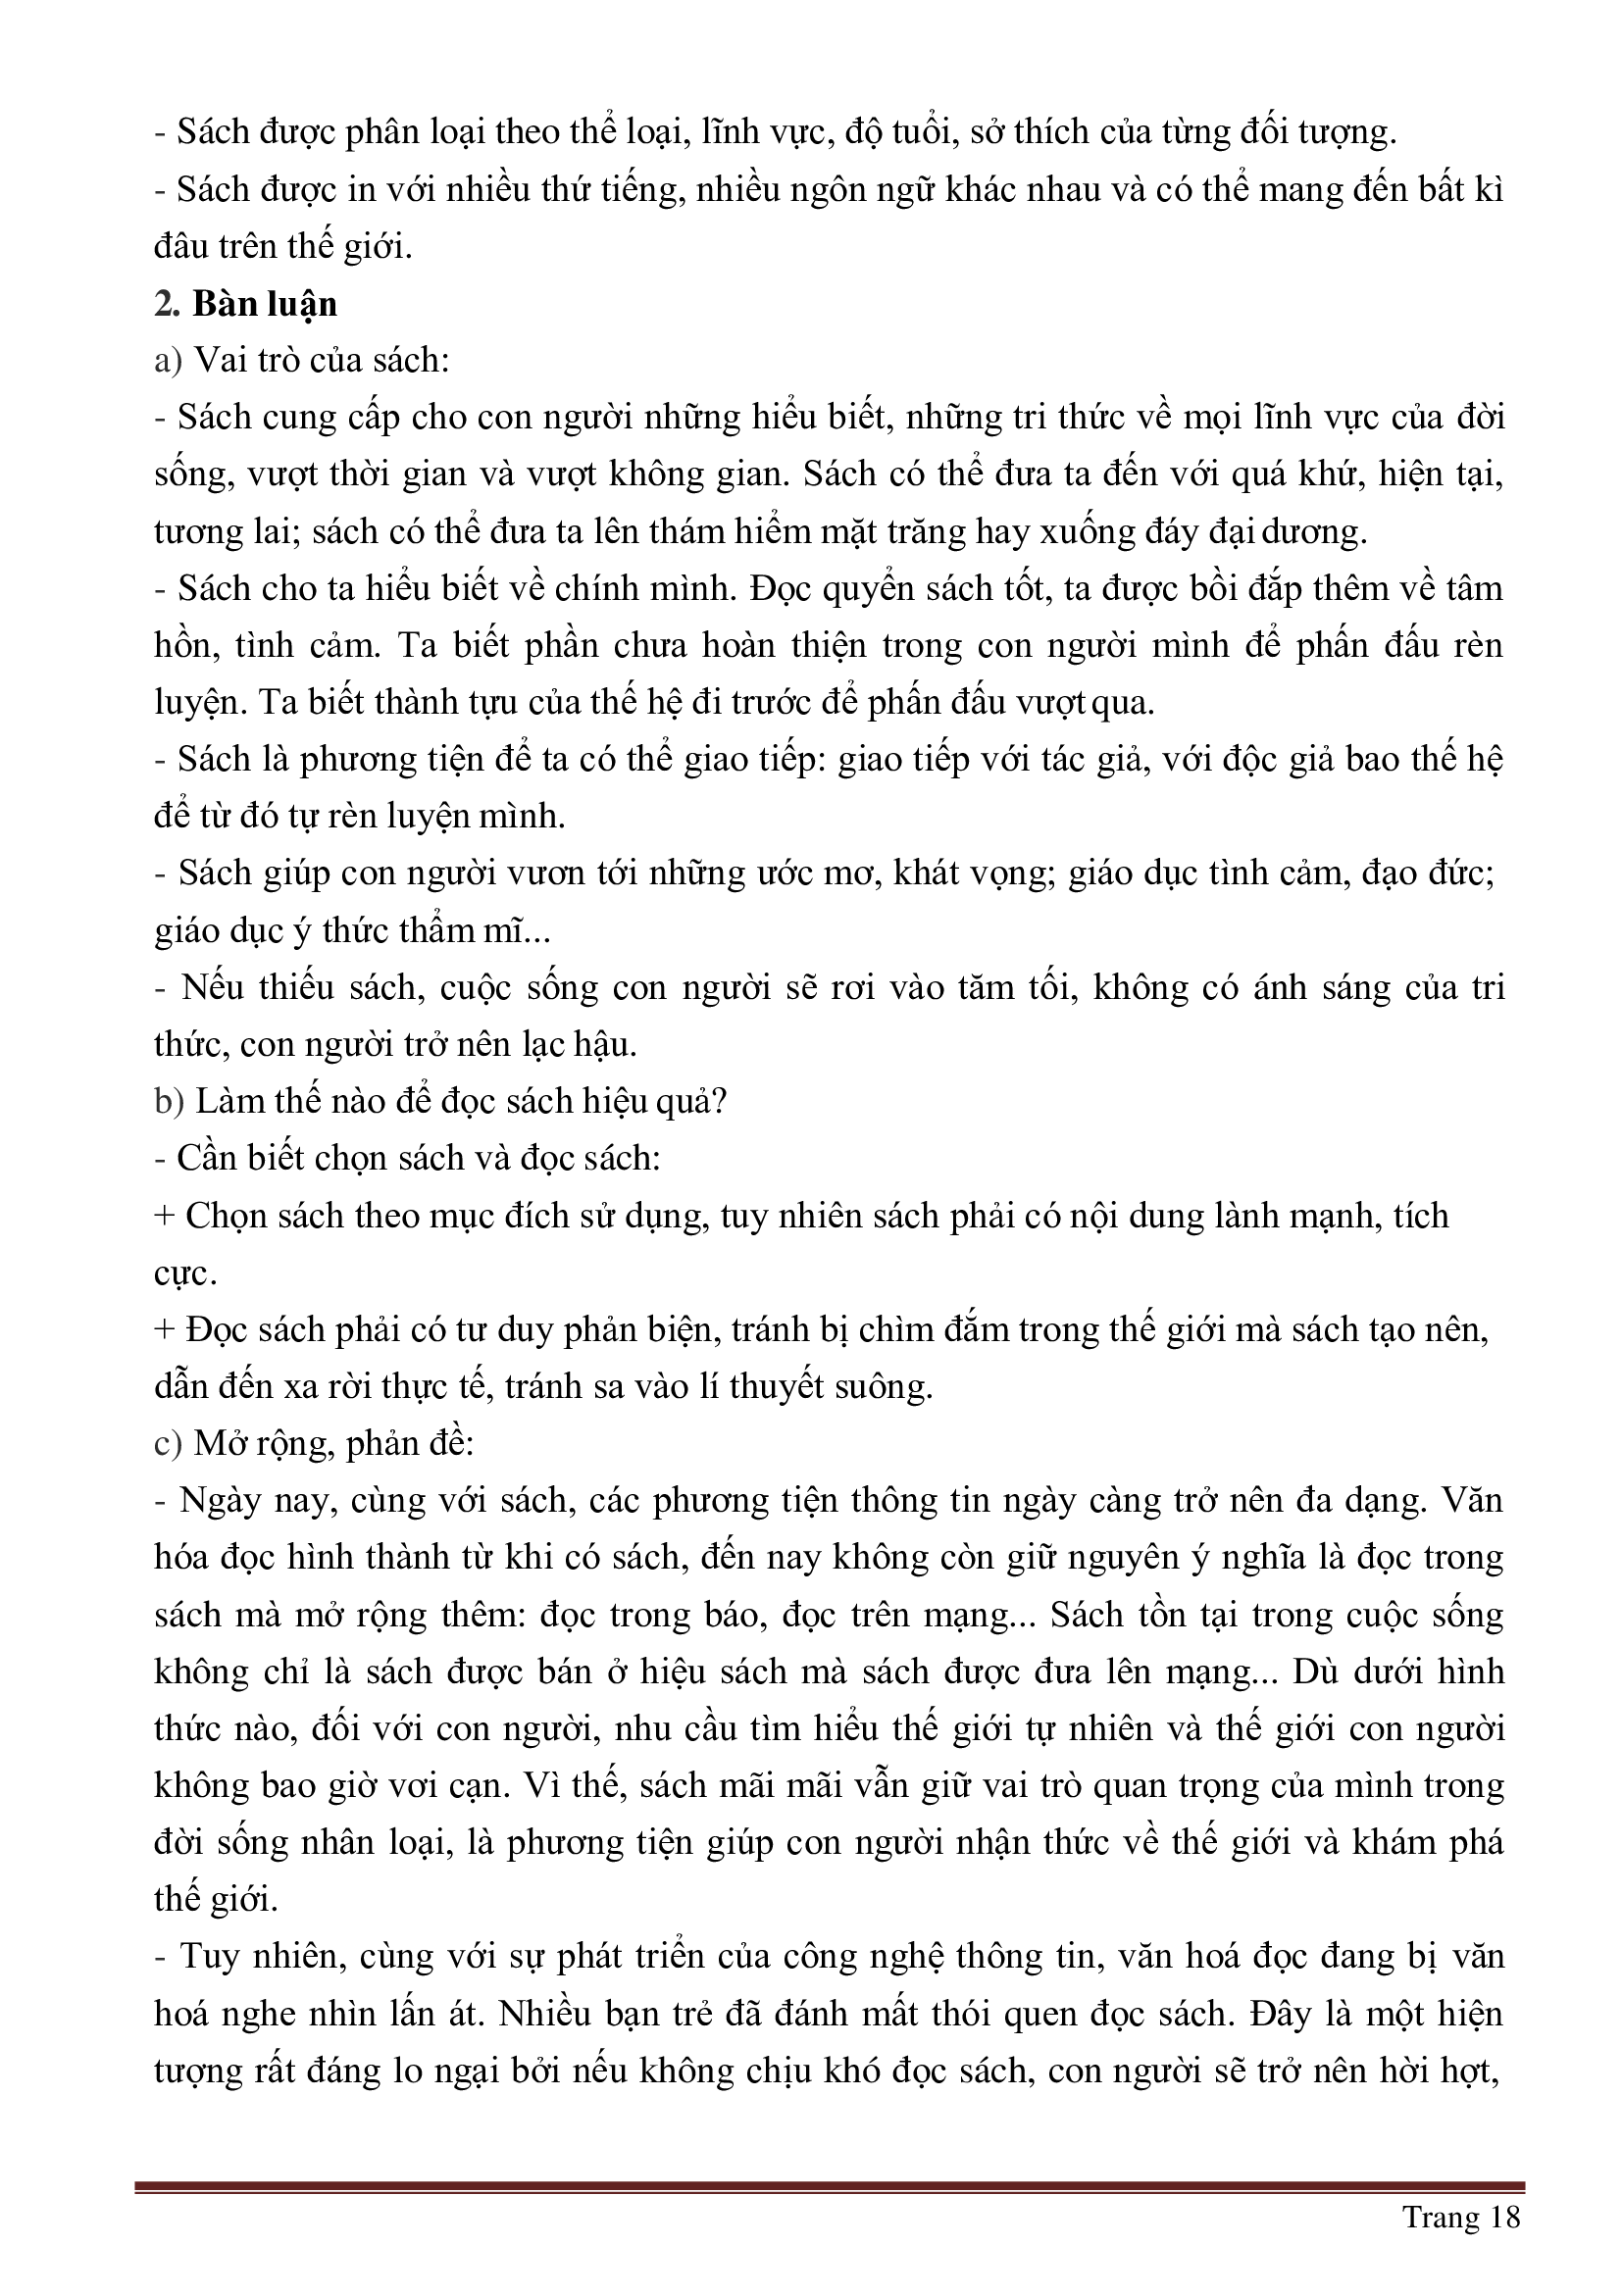 - Sách được phân loại theo thể loại, lĩnh vực, độ tuổi, sở thích của từng đối tượng.
- Sách được in với nhiều thứ tiếng, nhiều ngôn ngữ khác nhau và có thể mang đến bất kì
đâu trên thế giới.
2. Bàn luận
a) Vai trò của sách:
- Sách cung cấp cho con người những hiểu biết, những tri thức về mọi lĩnh vực của đời
sống, vượt thời gian và vượt không gian. Sách có thể đưa ta đến với quá khứ, hiện tại,
tương lai; sách có thể đưa ta lên thám hiểm mặt trăng hay xuống đáy đại dương.
- Sách cho ta hiểu biết về chính mình. Đọc quyển sách tốt, ta được bồi đắp thêm về tâm
hồn, tình cảm. Ta biết phần chưa hoàn thiện trong con người mình để phấn đấu rèn
luyện. Ta biết thành tựu của thế hệ đi trước để phấn đấu vượt qua.
- Sách là phương tiện để ta có thể giao tiếp: giao tiếp với tác giả, với độc giả bao thế hệ
để từ đó tự rèn luyện mình.
- Sách giúp con người vươn tới những ước mơ, khát vọng; giáo dục tình cảm, đạo đức;
giáo dục ý thức thẩm mĩ...
- Nếu thiếu sách, cuộc sống con người sẽ rơi vào tăm tối, không có ánh sáng của tri
thức, con người trở nên lạc hậu.
b) Làm thế nào để đọc sách hiệu quả?
- Cần biết chọn sách và đọc sách:
+ Chọn sách theo mục đích sử dụng, tuy nhiên sách phải có nội dung lành mạnh, tích
cực.
+ Đọc sách phải có tư duy phản biện, tránh bị chìm đắm trong thế giới mà sách tạo nên,
dẫn đến xa rời thực tế, tránh sa vào lí thuyết suông.
c) Mở rộng, phản đề:
- Ngày nay, cùng với sách, các phương tiện thông tin ngày càng trở nên đa dạng. Văn
hóa đọc hình thành từ khi có sách, đến nay không còn giữ nguyên ý nghĩa là đọc trong
sách mà mở rộng thêm: đọc trong báo, đọc trên mạng... Sách tồn tại trong cuộc sống
không chỉ là sách được bán ở hiệu sách mà sách được đưa lên mạng... Dù dưới hình
thức nào, đối với con người, nhu cầu tìm hiểu thế giới tự nhiên và thế giới con người
không bao giờ vơi cạn. Vì thế, sách mãi mãi vẫn giữ vai trò quan trọng của mình trong
đời sống nhân loại, là phương tiện giúp con người nhận thức về thế giới và khám phá
thế giới.
- Tuy nhiên, cùng với sự phát triển của công nghệ thông tin, văn hoá đọc đang bị văn
hoá nghe nhìn lấn át. Nhiều bạn trẻ đã đánh mất thói quen đọc sách. Đây là một hiện
tượng rất đáng lo ngại bởi nếu không chịu khó đọc sách, con người sẽ trở nên hời hợt,
Trang 18